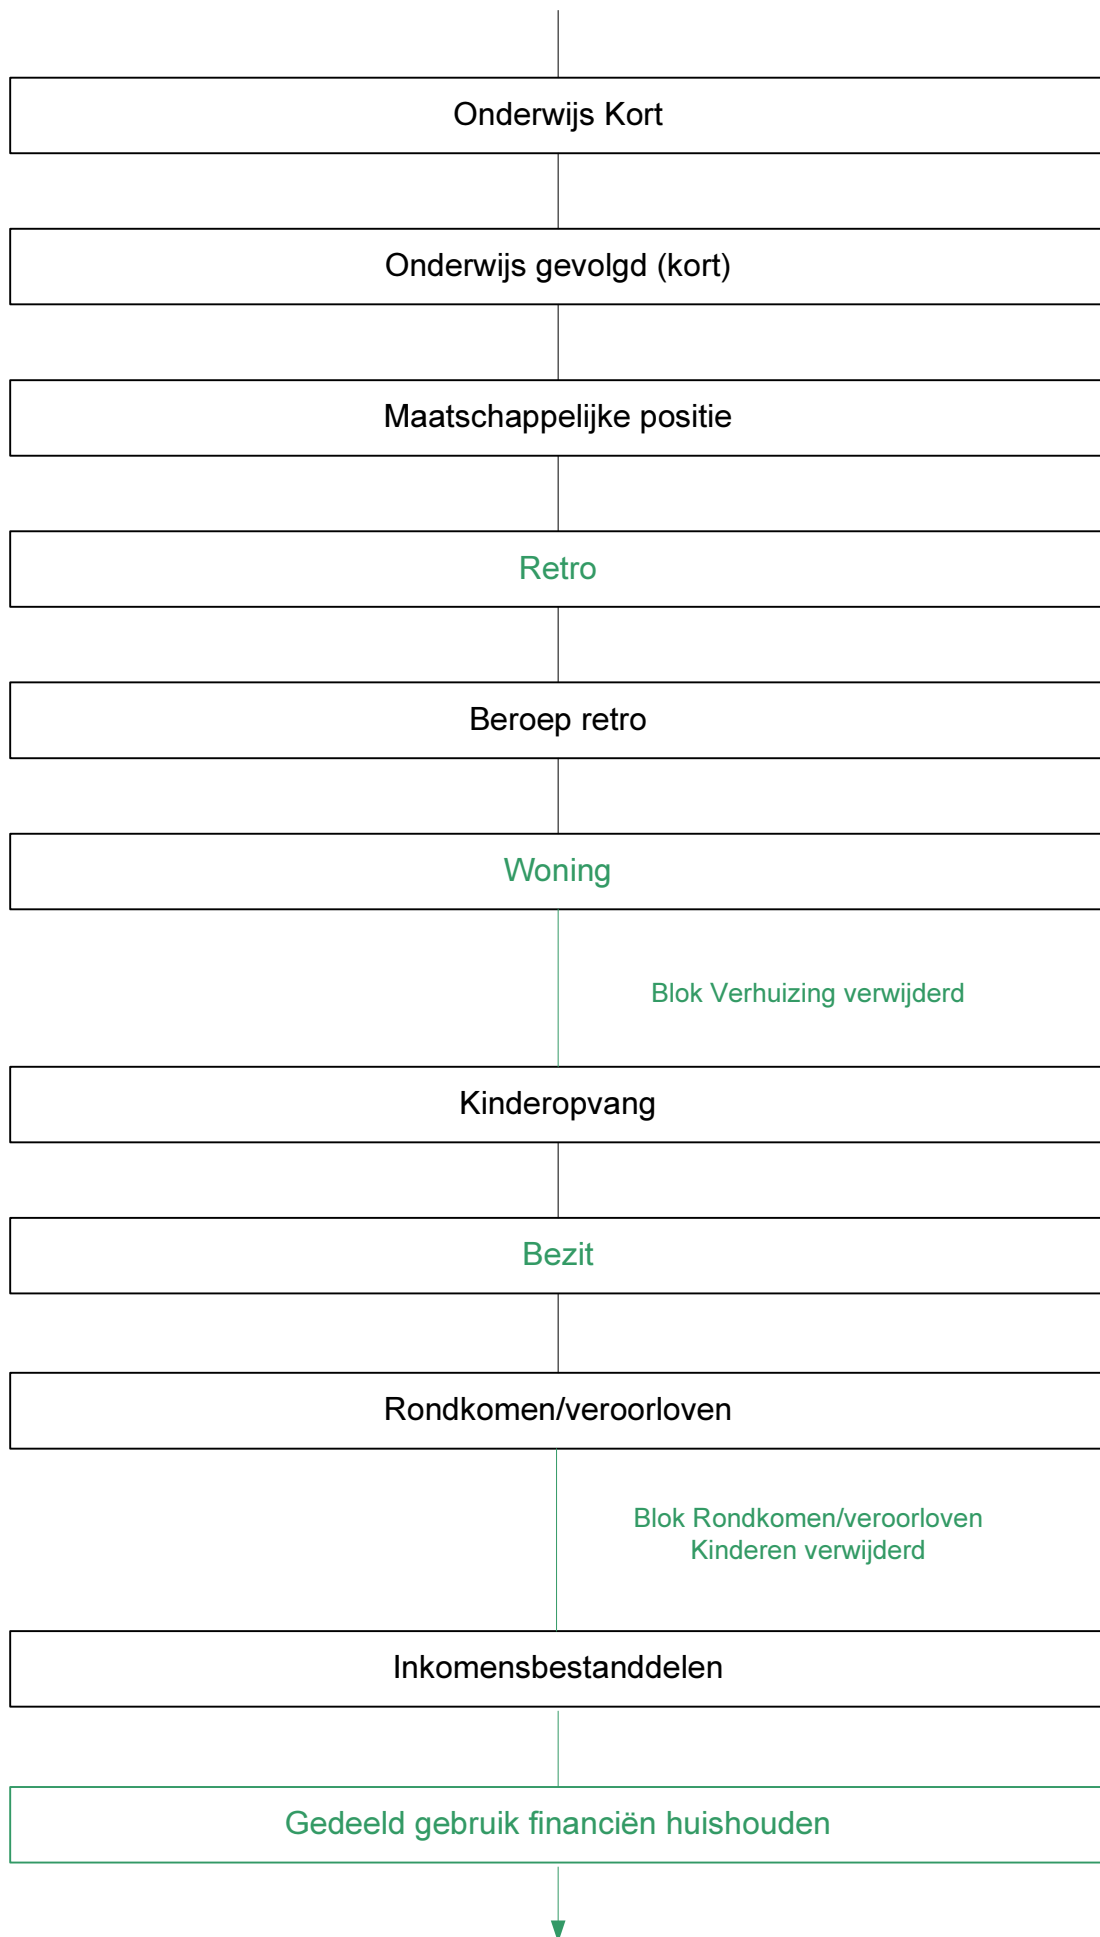 Onderwijs Kort
Onderwijs gevolgd (kort)
Maatschappelijke positie
Retro
Beroep retro
Woning
Blok Verhuizing verwijderd
Kinderopvang
Bezit
Rondkomen/veroorloven
Blok Rondkomen/veroorloven
Kinderen verwijderd
Inkomensbestanddelen
Gedeeld gebruik financiën huishouden